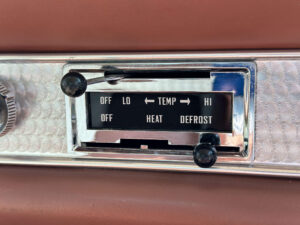 OFF LO ← TEMP → HI
OFF HEAT DEFROST